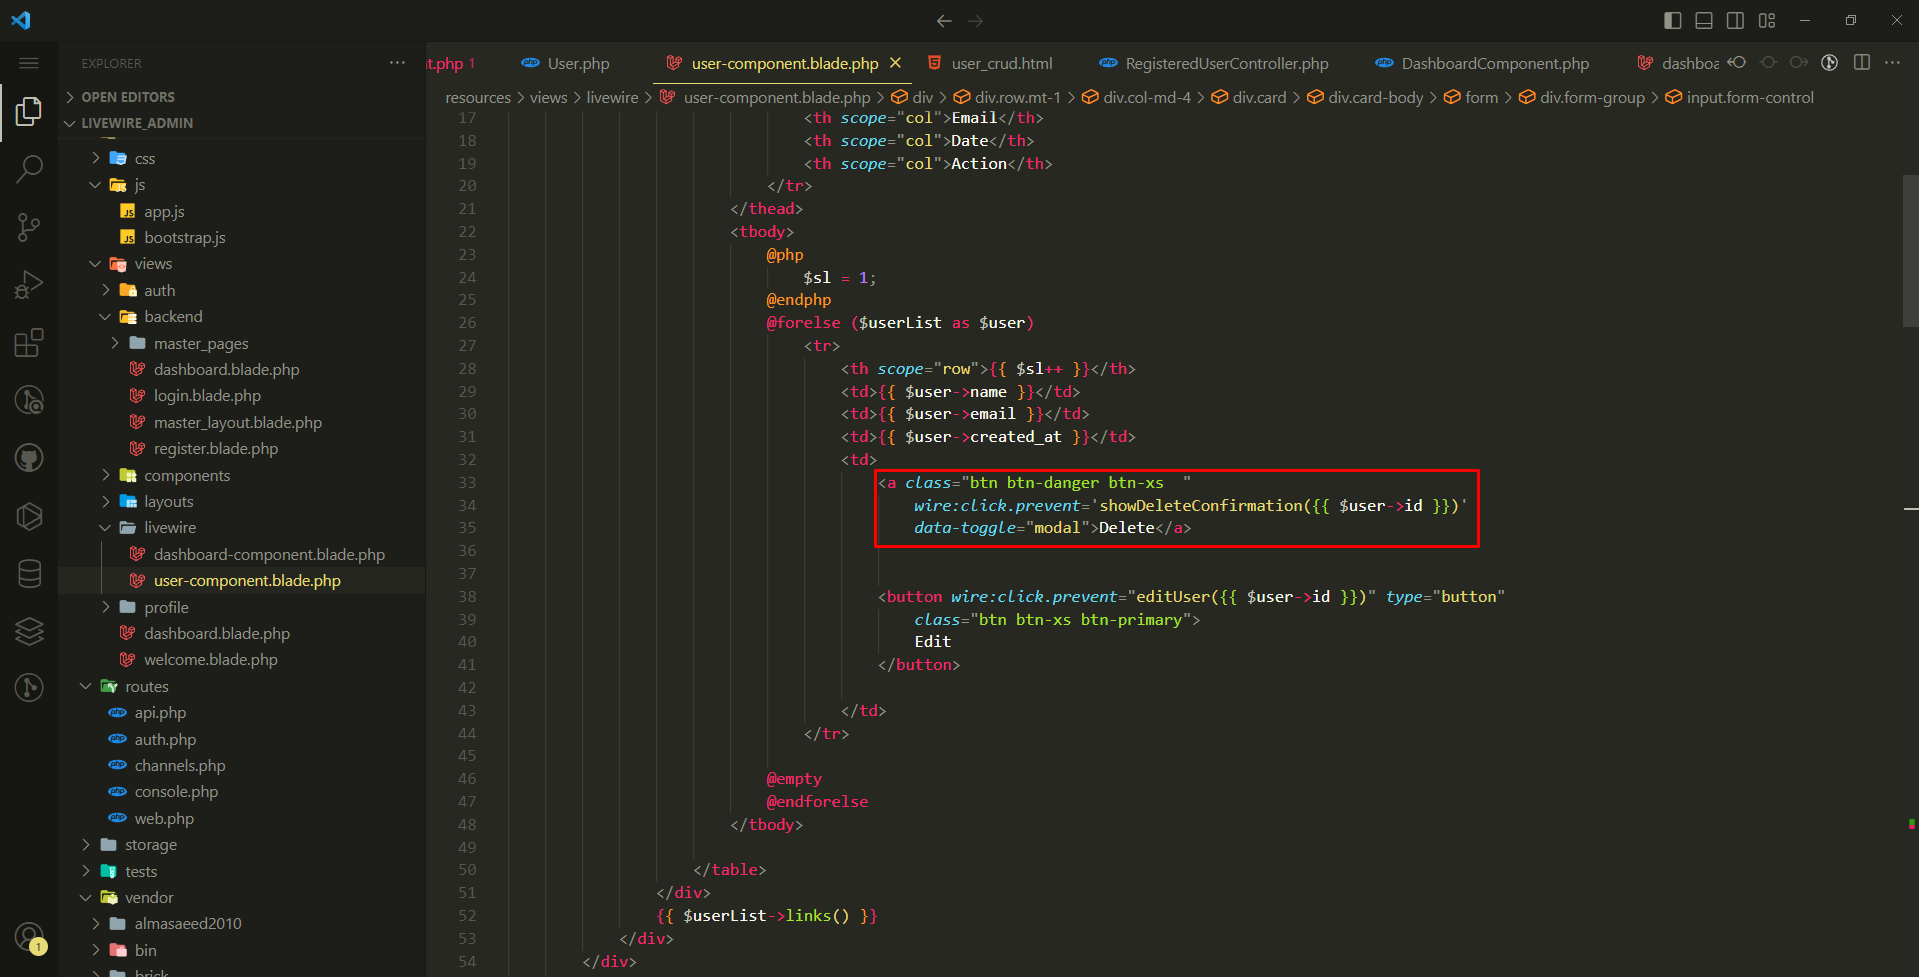 EXPLORER
OPEN EDITORS
LIVEWIRE_ADMIN
css
js
app.js
bootstrap.js
views
auth
backend
master_pages
dashboard.blade.php
login.blade.php
master_layout.blade.php
register.blade.php
components
layouts
livewire
dashboard-component.blade.php
user-component.blade.php
profile
dashboard.blade.php
welcome.blade.php
routes
api.php
auth.php
channels.php
console.php
web.php
storage
tests
vendor
almasaeed2010
bin
brick
1
t.php 1 User.php user-component.blade.php user_crud.html RegisteredUserController.php DashboardComponent.php dashboa
resources > views > livewire > user-component.blade.php > div > div.row.mt-1 > div.col-md-4 > div.card > div.card-body > form > div.form-group > input.form-control
17 <th scope="col">Email</th>
18 <th scope="col">Date</th>
19 <th scope="col">Action</th>
20 </tr>
21 </thead>
22 <tbody>
23 @php
24 $sl = 1;
25 @endphp
26 @forelse ($userList as $user)
27 <tr>
28 <th scope="row">{{ $sl++ }}</th>
29 <td>{{ $user->name }}</td>
30 <td>{{ $user->email }}</td>
31 <td>{{ $user->created_at }}</td>
32 <td>
33 <a class="btn btn-danger btn-xs  "
34 wire:click.prevent='showDeleteConfirmation({{ $user->id }})'
35 data-toggle="modal">Delete</a>
36
37
38 <button wire:click.prevent="editUser({{ $user->id }})" type="button"
39 class="btn btn-xs btn-primary">
40 Edit
41 </button>
42
43 </td>
44 </tr>
45
46 @empty
47 @endforelse
48 </tbody>
49
50 </table>
51 </div>
52 {{ $userList->links() }}
53 </div>
54 </div>